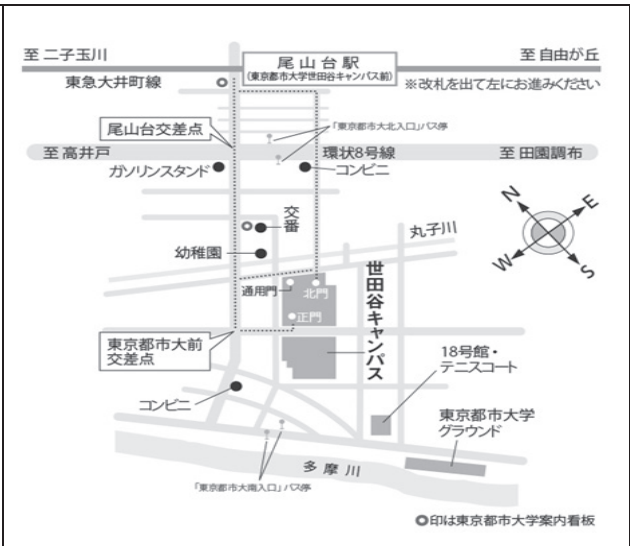 至 二子玉川
尾山台駅
(東京都市大学世田谷キャンパス前)
至 自由が丘
東急大井町線
※改札を出て左にお進みください
尾山台交差点
「東京都市大北入口」バス停
至 高井戸
環状8号線
至 田園調布
ガソリンスタンド
コンビニ
交番
丸子川
N
E
W
S
幼稚園
通用門
北門
正門
世田谷キャンパス
東京都市大前
交差点
18号館・
テニスコート
コンビニ
東京都市大学
グラウンド
多摩川
「東京都市大南入口」バス停
◎印は東京都市大学案内看板